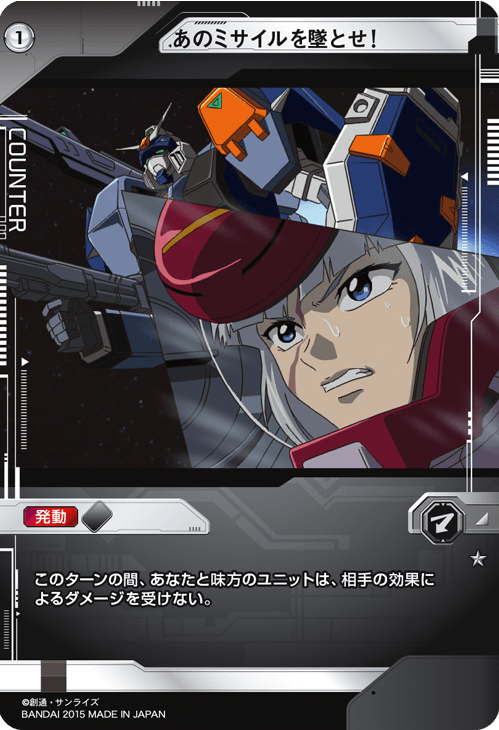 1
あのミサイルを墜とせ！
COUNTER
発動
このターンの間、あなたと味方のユニットは、相手の効果に
よるダメージを受けない。
©創通・サンライズ
BANDAI 2015 MADE IN JAPAN